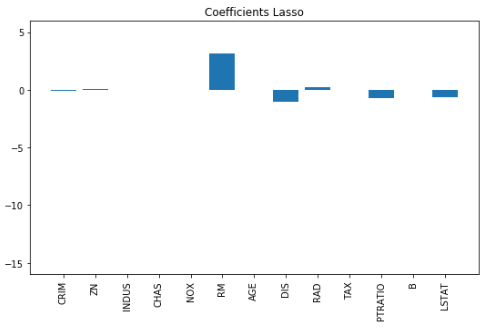 Coefficients Lasso
5
0
−5
−10
−15
CRIM
ZN
INDUS
CHAS
NOX
RM
AGE
DIS
RAD
TAX
PTRATIO
B
LSTAT